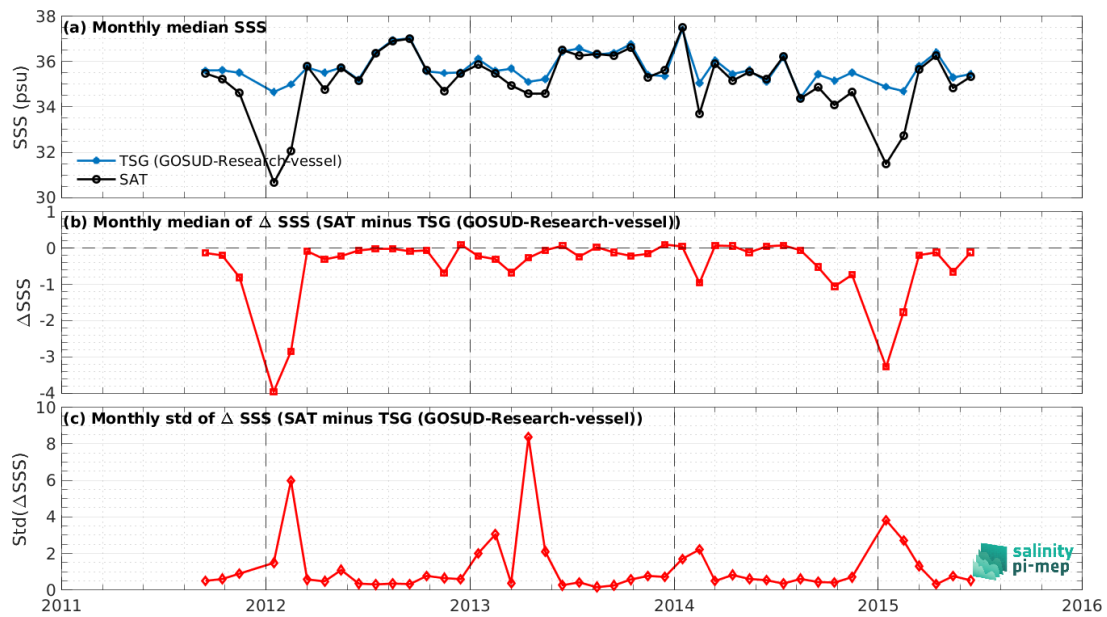 38
36
34
32
30
SSS (psu)
(a) Monthly median SSS
TSG (GOSUD-Research-vessel)
SAT
1
0
-1
-2
-3
-4
ΔSSS
(b) Monthly median of Δ SSS (SAT minus TSG (GOSUD-Research-vessel))
10
8
6
4
2
0
Std(ΔSSS)
(c) Monthly std of Δ SSS (SAT minus TSG (GOSUD-Research-vessel))
salinity
pi-mep
2011 2012 2013 2014 2015 2016